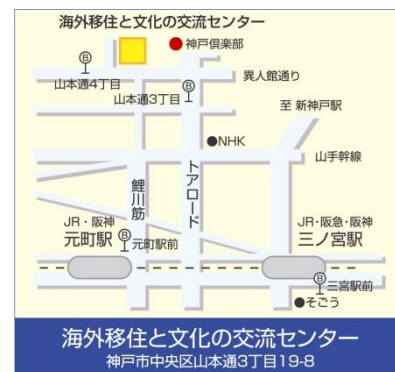 海外移住と文化の交流センター
神戸倶楽部
B
山本通4丁目
B
山本通3丁目
異人館通り
至 新神戸駅
NHK
山手幹線
鯉川筋
トアロード
JR・阪神
元町駅
B
元町駅前
JR・阪急・阪神
三ノ宮駅
B
三宮駅前
そごう
海外移住と文化の交流センター
神戸市中央区山本通3丁目19-8